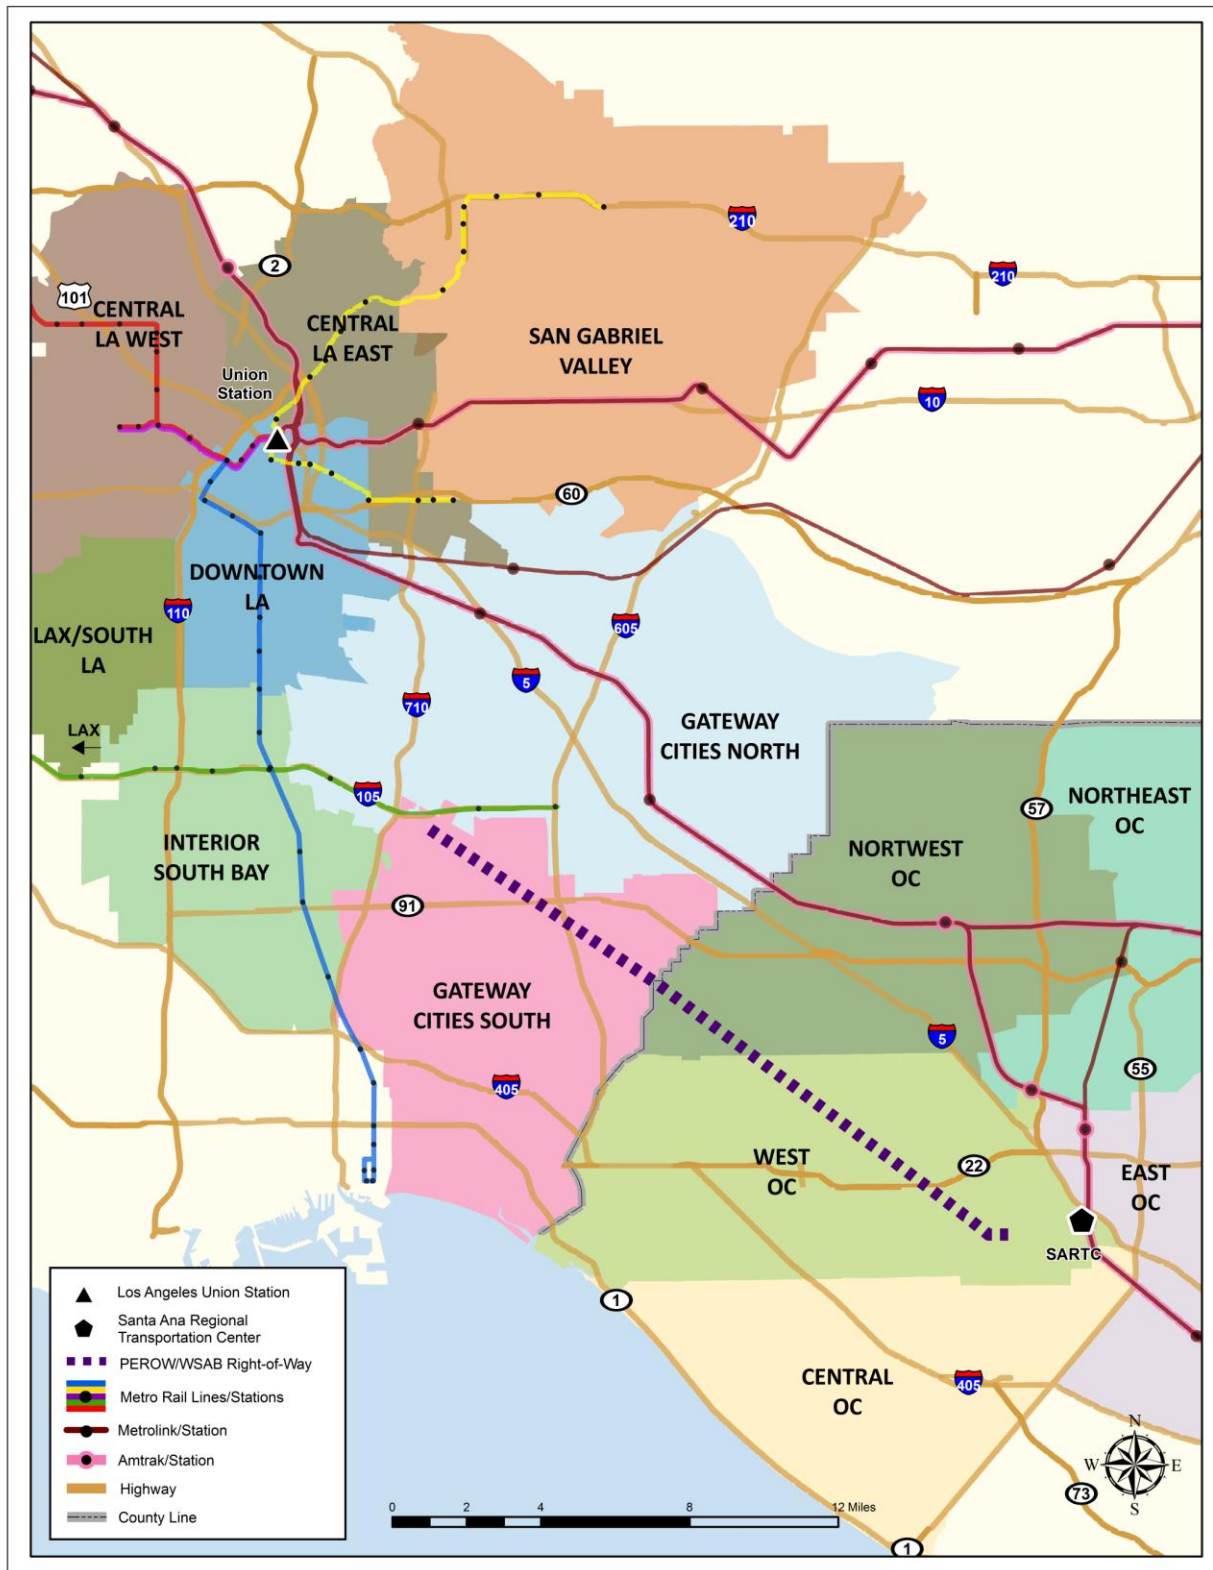 210
2
210
101
CENTRAL
LA WEST
CENTRAL
LA EAST
SAN GABRIEL
VALLEY
Union
Station
10
60
DOWNTOWN
LA
110
605
LAX/SOUTH
LA
5
710
LAX
GATEWAY
CITIES NORTH
105
57
NORTHEAST
OC
INTERIOR
SOUTH BAY
NORTWEST
OC
91
GATEWAY
CITIES SOUTH
5
55
405
WEST
OC
22
EAST
OC
SARTC
1
CENTRAL
OC
405
73
1
Los Angeles Union Station
Santa Ana Regional
Transportation Center
PEROW/WSAB Right-of-Way
Metro Rail Lines/Stations
Metrolink/Station
Amtrak/Station
Highway
County Line
0 2 4 8 12 Miles
N
W E
S